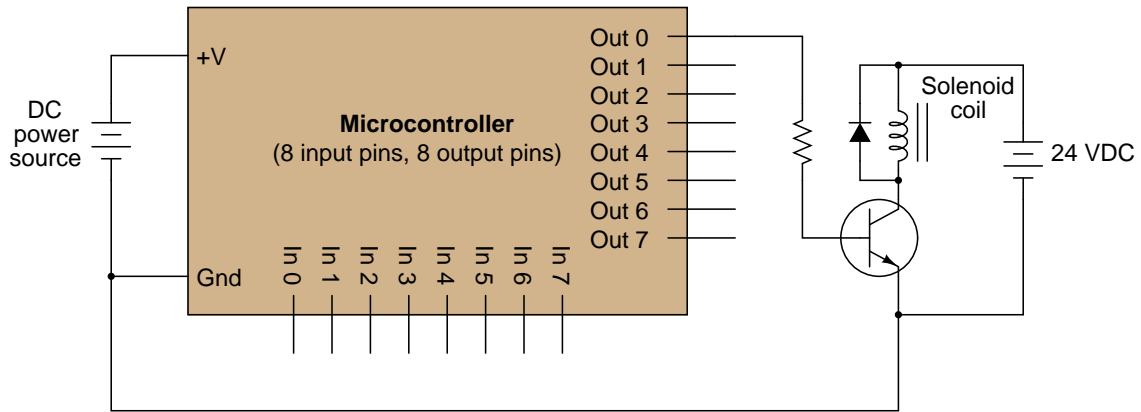 +V
Gnd
DC
power
source
Microcontroller
(8 input pins, 8 output pins)
Out 0
Out 1
Out 2
Out 3
Out 4
Out 5
Out 6
Out 7
In 0
In 1
In 2
In 3
In 4
In 5
In 6
In 7
Solenoid
coil
24 VDC